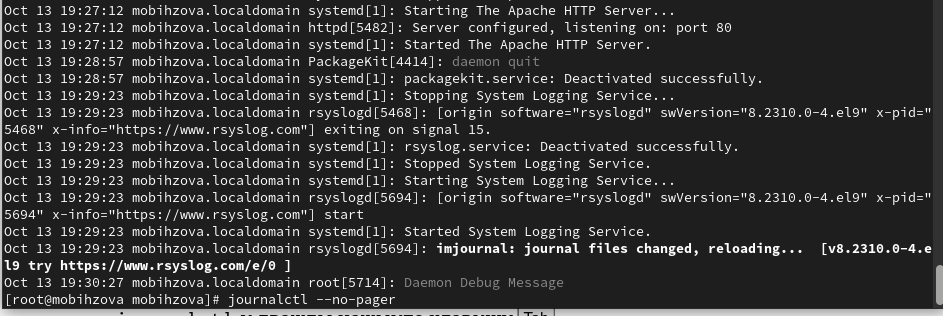 Oct 13 19:27:12 mobihzova.localdomain systemd[1]: Starting The Apache HTTP Server...
Oct 13 19:27:12 mobihzova.localdomain httpd[5482]: Server configured, listening on: port 80
Oct 13 19:27:12 mobihzova.localdomain systemd[1]: Started The Apache HTTP Server.
Oct 13 19:28:57 mobihzova.localdomain PackageKit[4414]: daemon quit
Oct 13 19:28:57 mobihzova.localdomain systemd[1]: packagekit.service: Deactivated successfully.
Oct 13 19:29:23 mobihzova.localdomain systemd[1]: Stopping System Logging Service...
Oct 13 19:29:23 mobihzova.localdomain rsyslogd[5468]: [origin software="rsyslogd" swVersion="8.2310.0-4.el9" x-pid="
5468" x-info="https://www.rsyslog.com"] exiting on signal 15.
Oct 13 19:29:23 mobihzova.localdomain systemd[1]: rsyslog.service: Deactivated successfully.
Oct 13 19:29:23 mobihzova.localdomain systemd[1]: Stopped System Logging Service.
Oct 13 19:29:23 mobihzova.localdomain systemd[1]: Starting System Logging Service...
Oct 13 19:29:23 mobihzova.localdomain rsyslogd[5694]: [origin software="rsyslogd" swVersion="8.2310.0-4.el9" x-pid="
5694" x-info="https://www.rsyslog.com"] start
Oct 13 19:29:23 mobihzova.localdomain systemd[1]: Started System Logging Service.
Oct 13 19:29:23 mobihzova.localdomain rsyslogd[5694]: imjournal: journal files changed, reloading...  [v8.2310.0-4.e
l9 try https://www.rsyslog.com/e/0 ]
Oct 13 19:30:27 mobihzova.localdomain root[5714]: Daemon Debug Message
[root@mobihzova mobihzova]# journalctl --no-pager
Tab